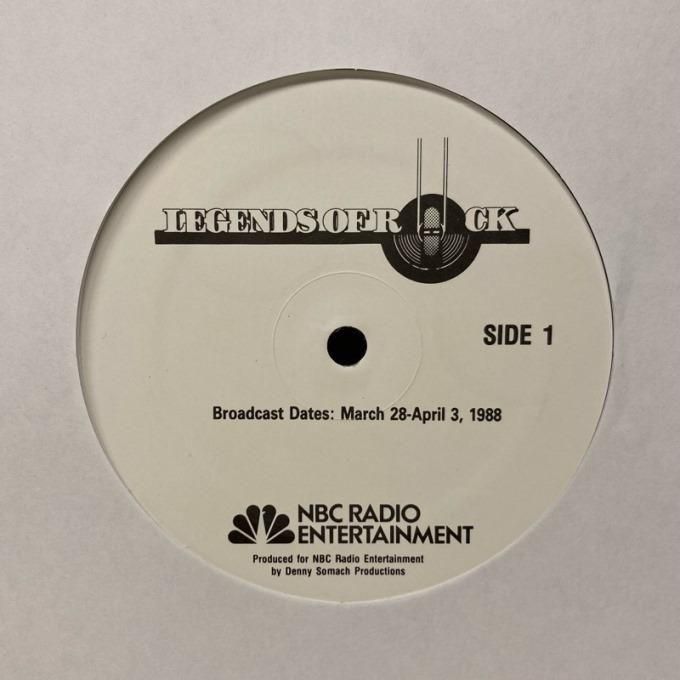 LEGENDS OF ROCK
SIDE 1
Broadcast Dates: March 28-April 3, 1988
NBC RADIO
ENTERTAINMENT
Produced for NBC Radio Entertainment
by Denny Somach Productions